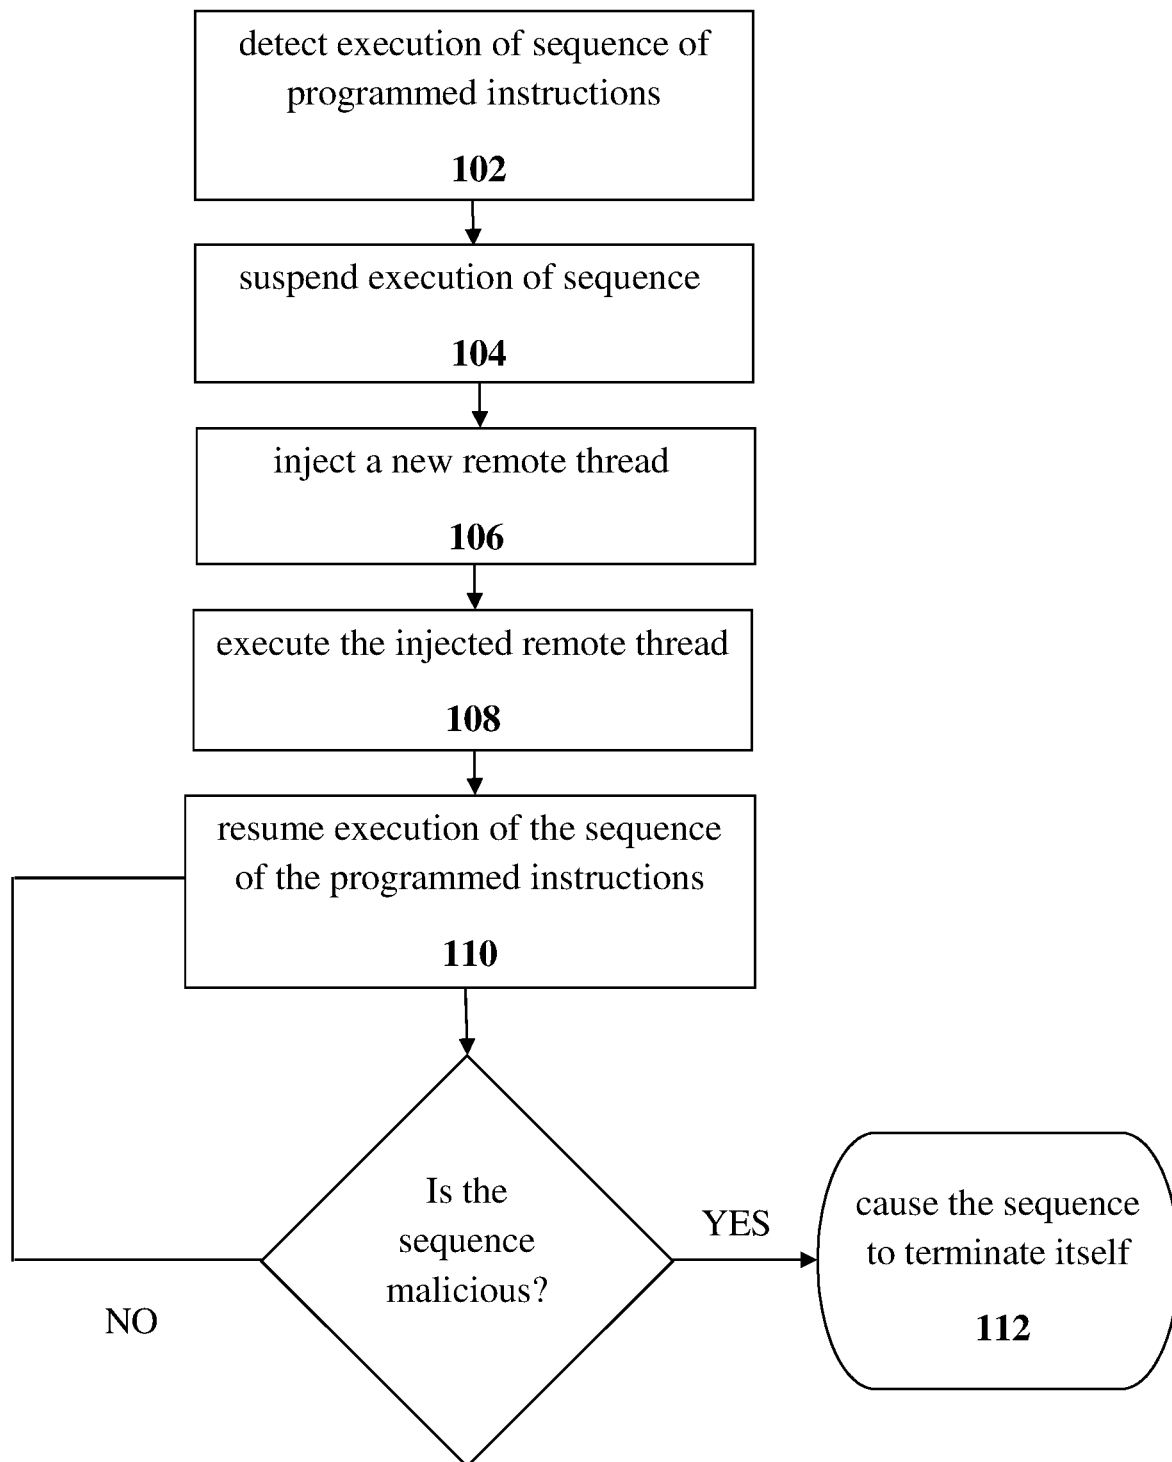 detect execution of sequence of
programmed instructions
102
suspend execution of sequence
104
inject a new remote thread
106
execute the injected remote thread
108
resume execution of the sequence
of the programmed instructions
110
Is the
sequence
malicious?
YES
NO
cause the sequence
to terminate itself
112